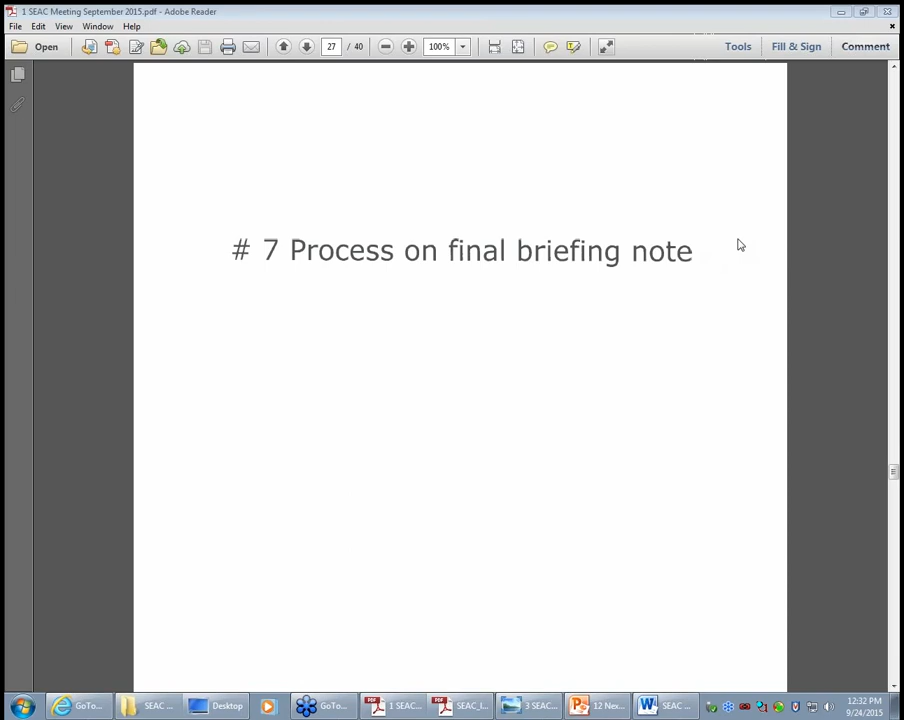 1 SEAC Meeting September 2015.pdf - Adobe Reader
File Edit View Window Help
Open 27 / 40 100% Tools Fill & Sign Comment
# 7 Process on final briefing note
GoTo... SEAC ... Desktop GoTo... 1 SEAC... SEAC_I... 3 SEAC... 12 Nex... SEAC ... 12:32 PM
9/24/2015